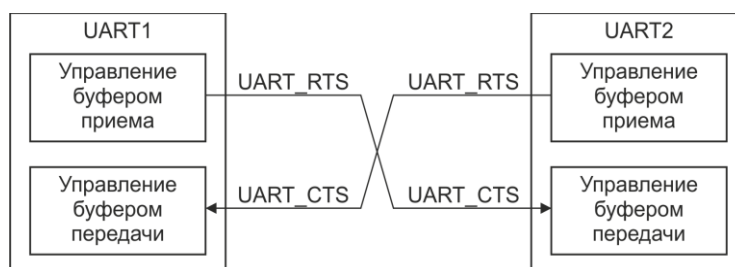 UART1
UART2
Управление
буфером
приема
UART_RTS
UART_RTS
Управление
буфером
приема
Управление
буфером
передачи
UART_CTS
UART_CTS
Управление
буфером
передачи